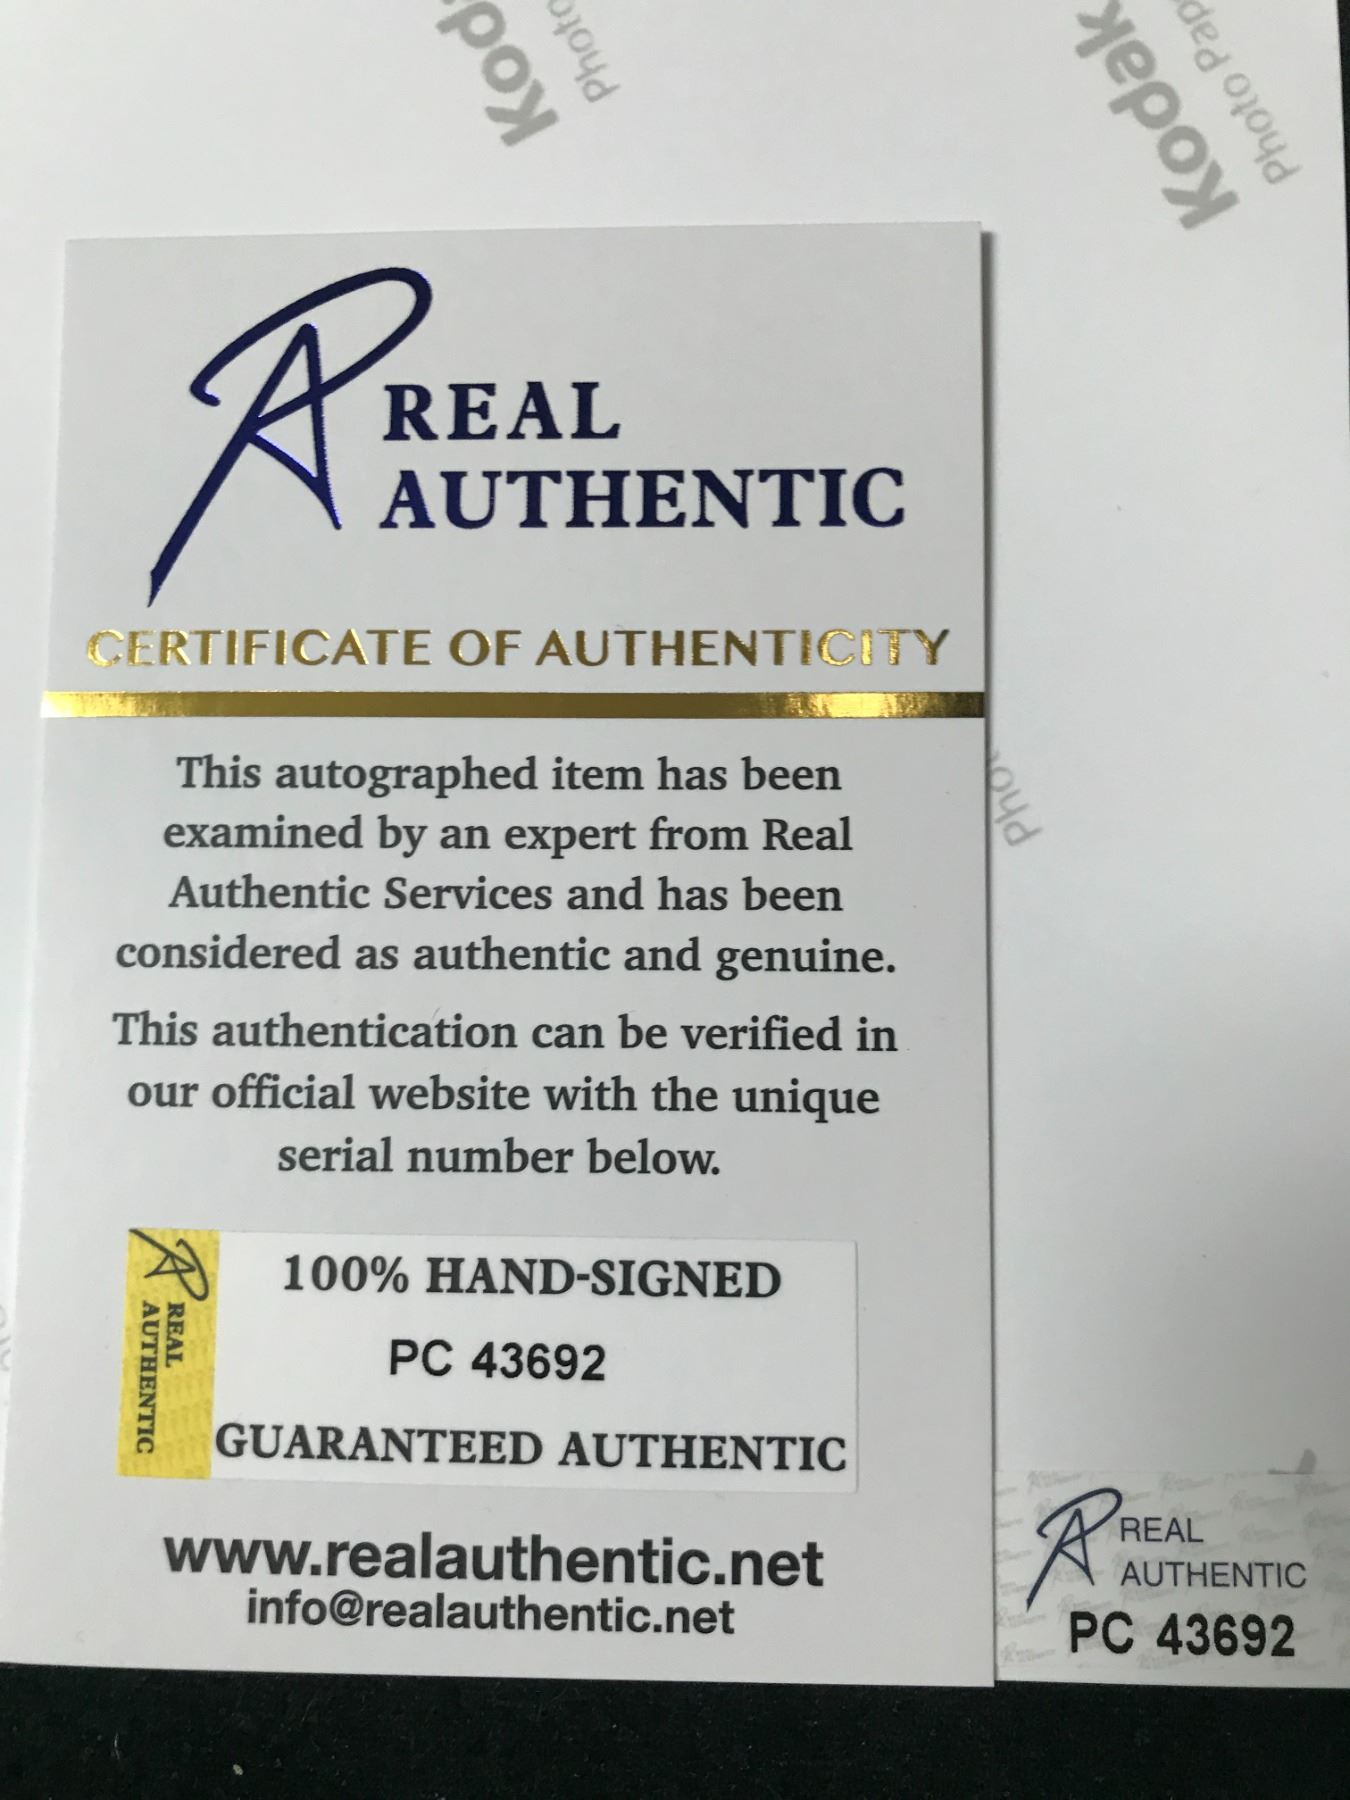 Kodak
Photo
Kodak
Photo Pap
REAL
AUTHENTIC
CERTIFICATE OF AUTHENTICITY
This autographed item has been
examined by an expert from Real
Authentic Services and has been
considered as authentic and genuine.
This authentication can be verified in
our official website with the unique
serial number below.
REAL
AUTHENTIC
100% HAND-SIGNED
PC 43692
GUARANTEED AUTHENTIC
www.realauthentic.net
info@realauthentic.net
Pho
REAL
AUTHENTIC
PC 43692